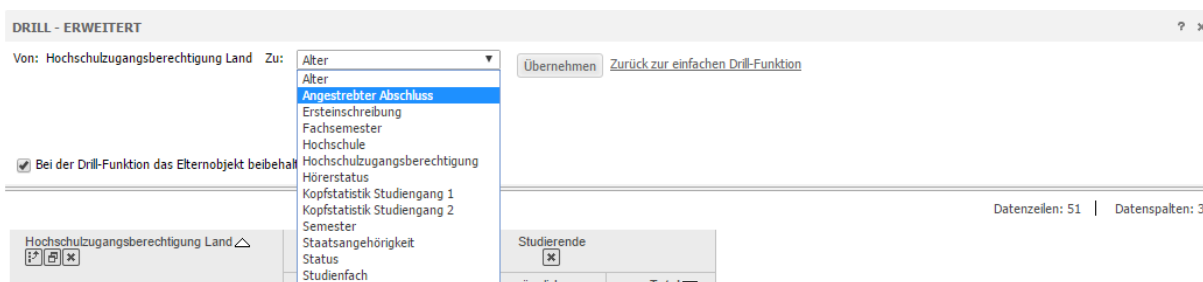 DRILL - ERWEITERT ? x
Von: Hochschulzugangsberechtigung Land Zu: Alter ▼ Übernehmen Zurück zur einfachen Drill-Funktion
Alter
Angestrebter Abschluss
Ersteinschreibung
Fachsemester
Hochschule
Hochschulzugangsberechtigung
Bei der Drill-Funktion das Elternobjekt beibehalt
Hörerstatus
Kopfstatistik Studiengang 1
Kopfstatistik Studiengang 2
Semester
Staatsangehörigkeit
Status
Studienfach
Datenzeilen: 51 | Datenspalten: 3
Hochschulzugangsberechtigung Land
Studierende